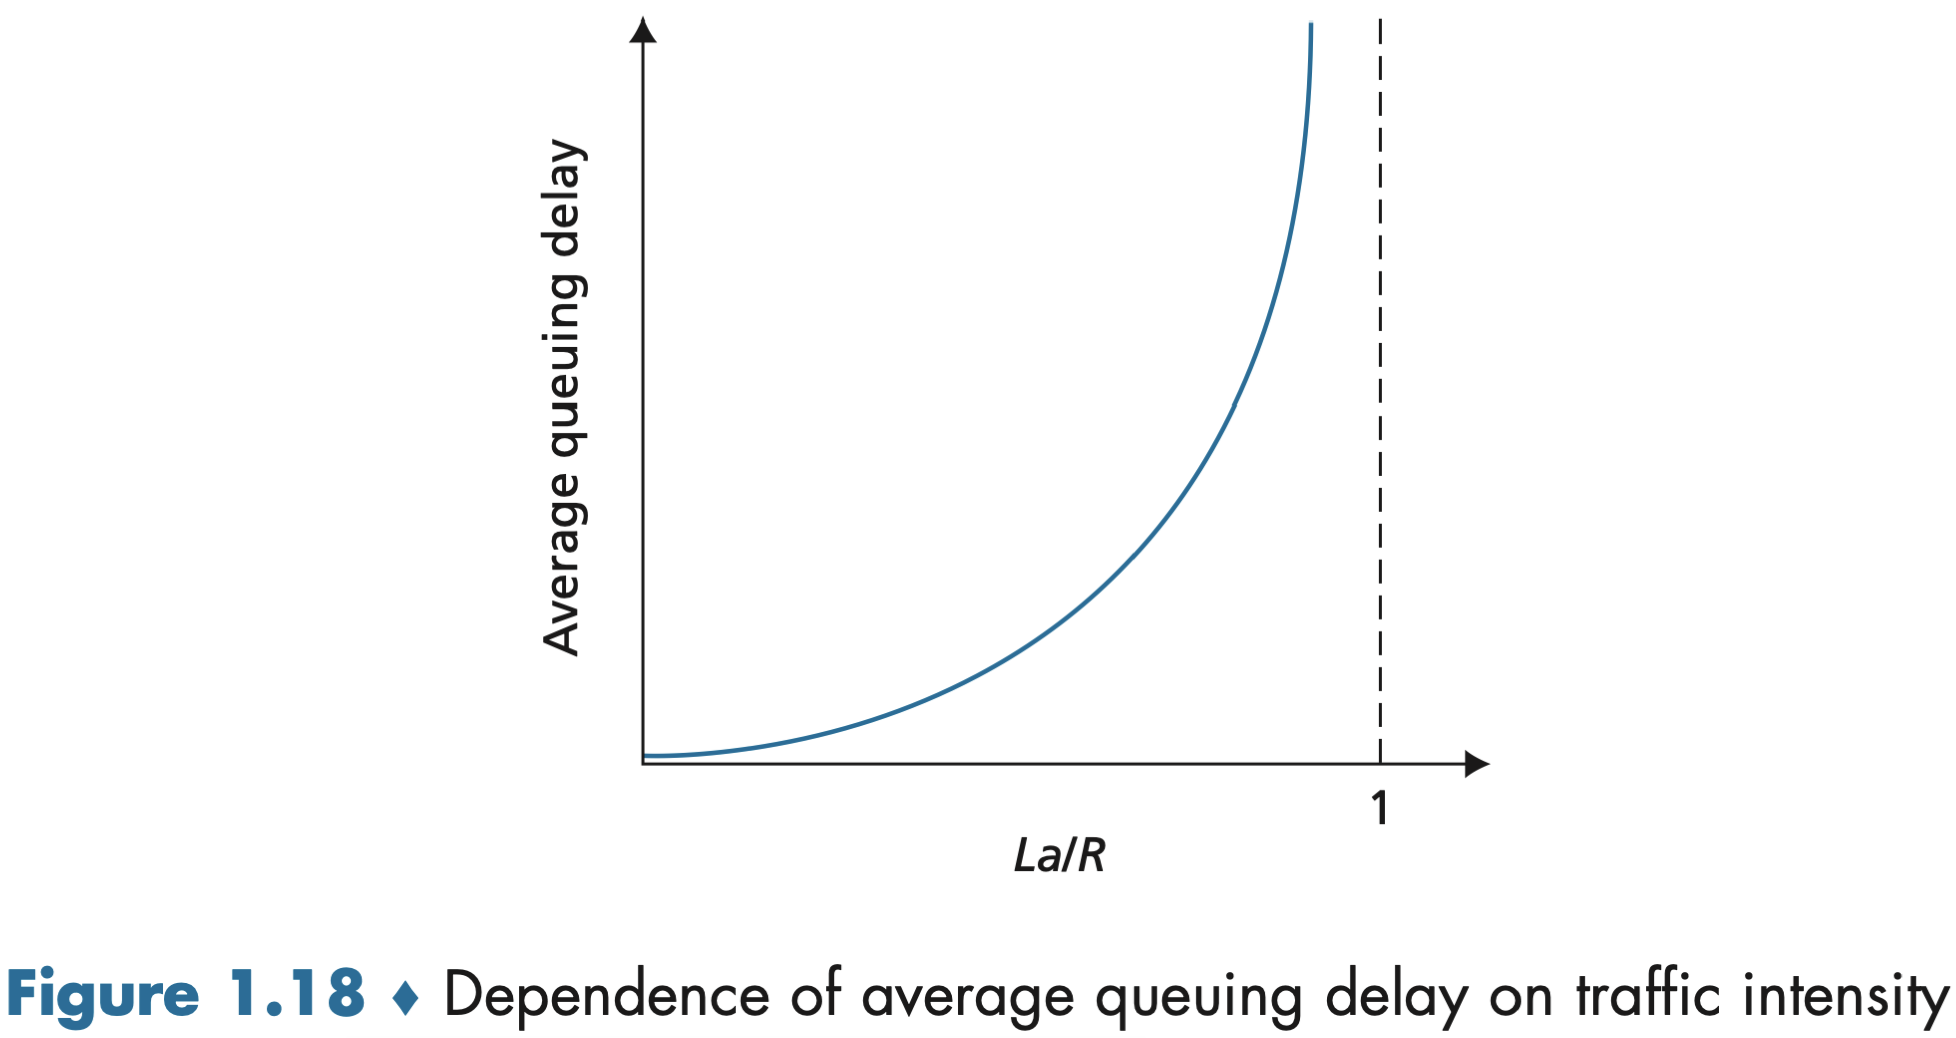 Average queuing delay
1
La/R
Figure 1.18 ♦ Dependence of average queuing delay on traffic intensity